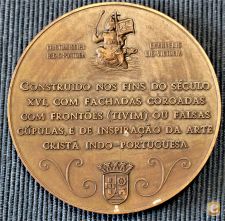 CONSTRUIDO NOS FINS DO SÉCULO
XVI, COM FACHADAS COROADAS
COM FRONTÕES (TIVIM) OU FALSAS
CÚPULAS, E DE INSPIRAÇÃO DA ARTE
CRISTÃ INDO-PORTUGUESA